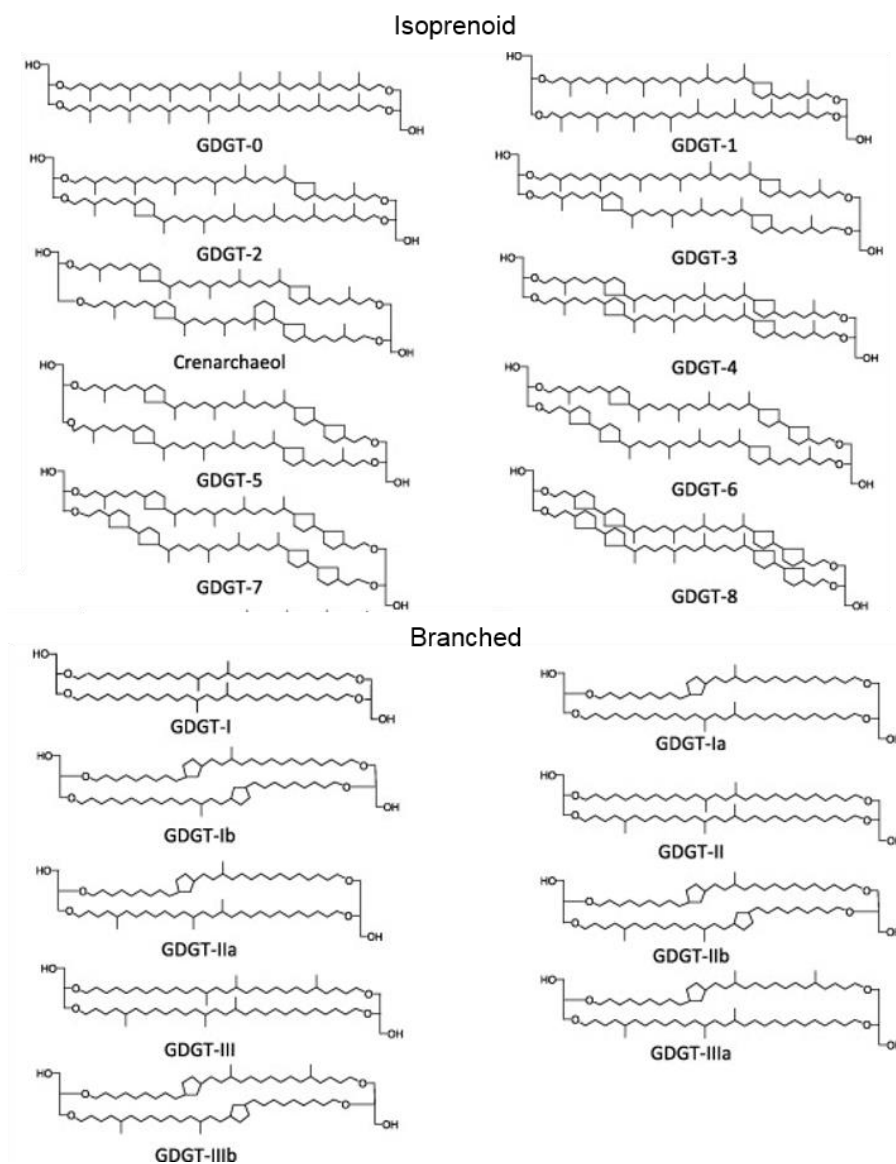 Isoprenoid
HO O O OH
GDGT-0
HO O O OH
GDGT-1
HO O O OH
GDGT-2
HO O O OH
GDGT-3
HO O O OH
Crenarchaeol
HO O O OH
GDGT-4
HO O O OH
GDGT-5
HO O O OH
GDGT-6
HO O O OH
GDGT-7
HO O O OH
GDGT-8
Branched
HO O O OH
GDGT-I
HO O O
GDGT-Ia
HO O O OH
GDGT-Ib
HO O O
GDGT-II
HO O O OH
GDGT-IIa
HO O O
GDGT-IIb
HO O O OH
GDGT-III
HO O O
GDGT-IIIa
HO O O OH
GDGT-IIIb